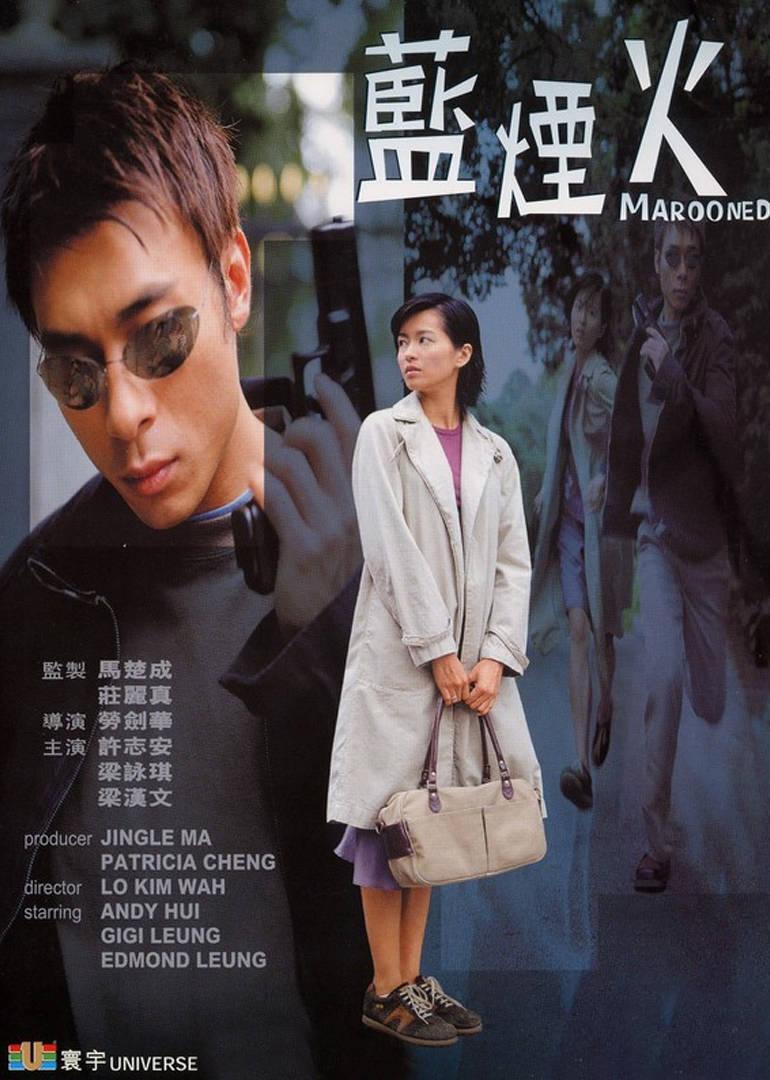 藍煙火
MAROONED
監製 馬楚成
莊麗真
導演 勞劍華
主演 許志安
梁詠琪
梁漢文
producer JINGLE MA
PATRICIA CHENG
director LO KIM WAH
starring ANDY HUI
GIGI LEUNG
EDMOND LEUNG
U 寰宇 UNIVERSE